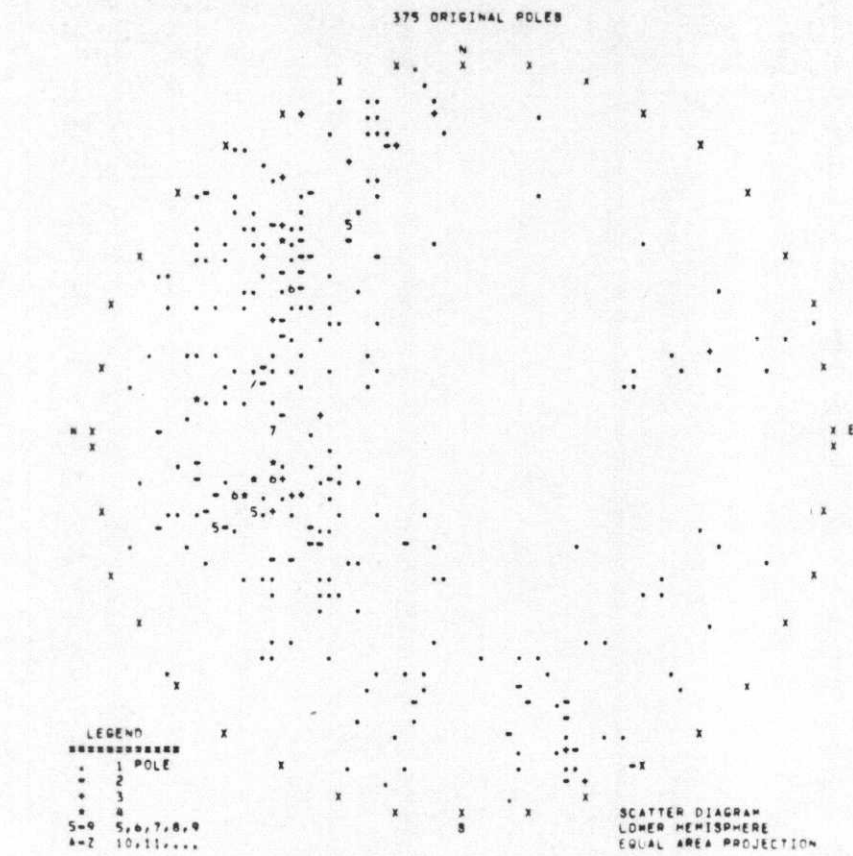 375 ORIGINAL POLES
N
W
E
S
LEGEND
. 1 POLE
= 2
+ 3
* 4
5-9 5,6,7,8,9
A-Z 10,11,...
SCATTER DIAGRAM
LOWER HEMISPHERE
EQUAL AREA PROJECTION